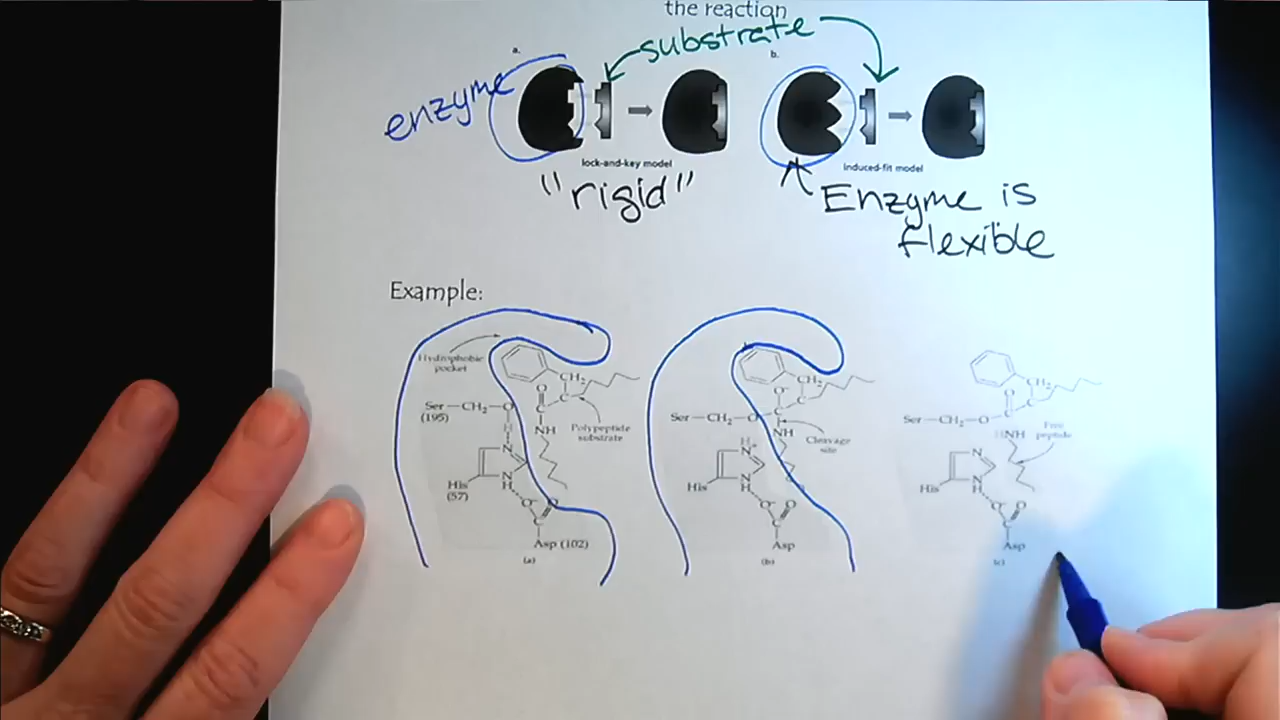 the reaction
substrate
a.
b.
enzyme
lock-and-key model
induced-fit model
"rigid"
Enzyme is
flexible
Example:
Hydrophobic
pocket
CH2
O
C
C
Ser—CH2—O
(195)
H
NH
Polypeptide
substrate
N
N
H
His
(57)
O-
O
C
Asp (102)
(a)
CH2
O-
C
C
Ser—CH2—O
NH
Cleavage
site
H
N+
N
H
His
O-
O
C
Asp
(b)
CH2
O
C
C
Ser—CH2—O
HNH
Free
peptide
N
N
H
His
O-
O
C
Asp
(c)